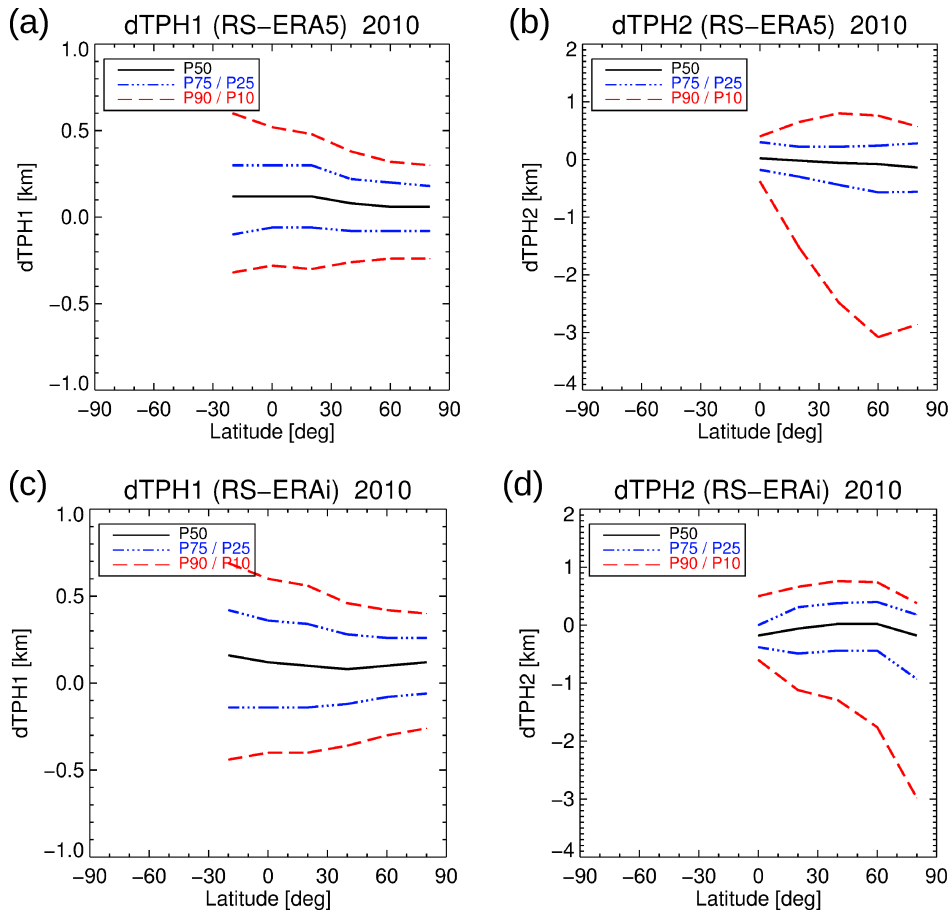 (a)
dTPH1 (RS−ERA5) 2010
1.0
0.5
0.0
−0.5
−1.0
dTPH1 [km]
P50
P75 / P25
P90 / P10
−90 −60 −30 0 30 60 90
Latitude [deg]
(b)
dTPH2 (RS−ERA5) 2010
2
1
0
−1
−2
−3
−4
dTPH2 [km]
P50
P75 / P25
P90 / P10
−90 −60 −30 0 30 60 90
Latitude [deg]
(c)
dTPH1 (RS−ERAi) 2010
1.0
0.5
0.0
−0.5
−1.0
dTPH1 [km]
P50
P75 / P25
P90 / P10
−90 −60 −30 0 30 60 90
Latitude [deg]
(d)
dTPH2 (RS−ERAi) 2010
2
1
0
−1
−2
−3
−4
dTPH2 [km]
P50
P75 / P25
P90 / P10
−90 −60 −30 0 30 60 90
Latitude [deg]